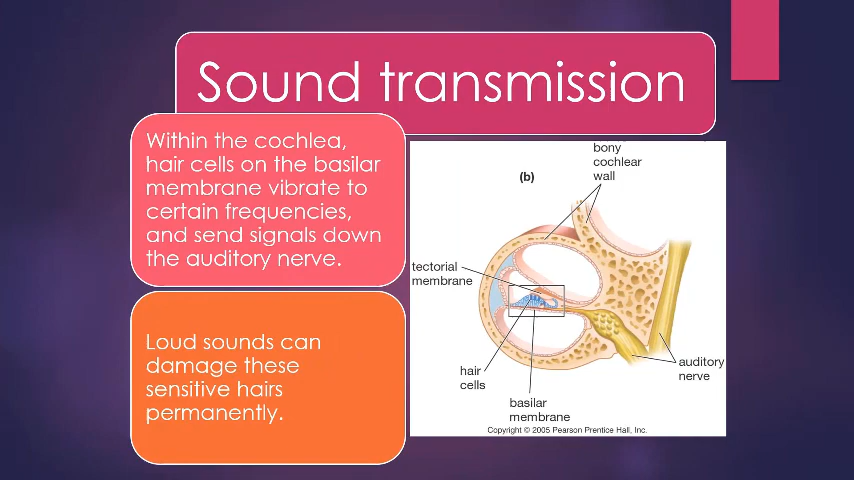 Sound transmission
Within the cochlea,
hair cells on the basilar
membrane vibrate to
certain frequencies,
and send signals down
the auditory nerve.
Loud sounds can
damage these
sensitive hairs
permanently.
bony
cochlear
wall
(b)
tectorial
membrane
hair
cells
basilar
membrane
auditory
nerve
Copyright © 2005 Pearson Prentice Hall, Inc.